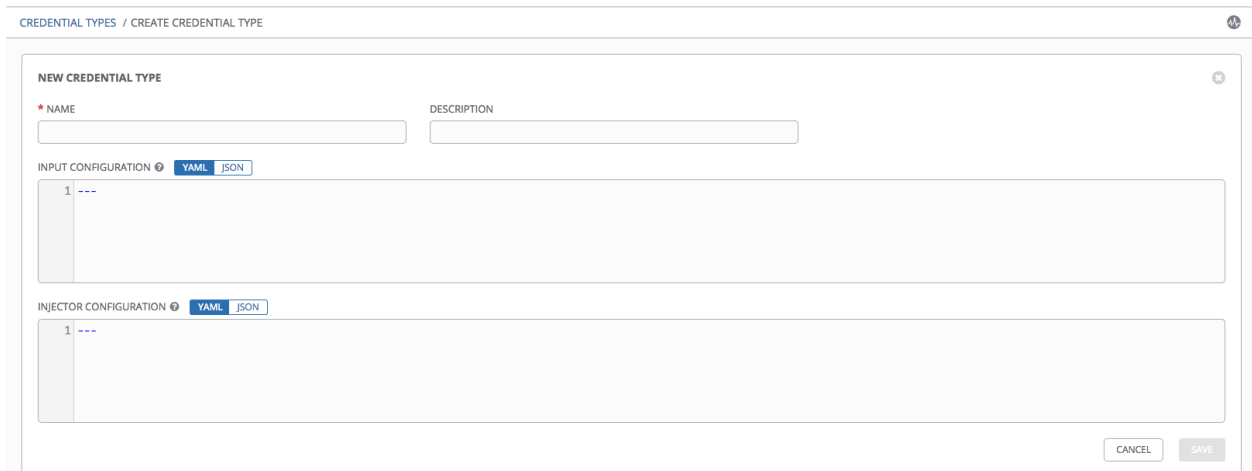 CREDENTIAL TYPES / CREATE CREDENTIAL TYPE
NEW CREDENTIAL TYPE
* NAME DESCRIPTION
INPUT CONFIGURATION ? YAML JSON
1 ---
INJECTOR CONFIGURATION ? YAML JSON
1 ---
CANCEL SAVE